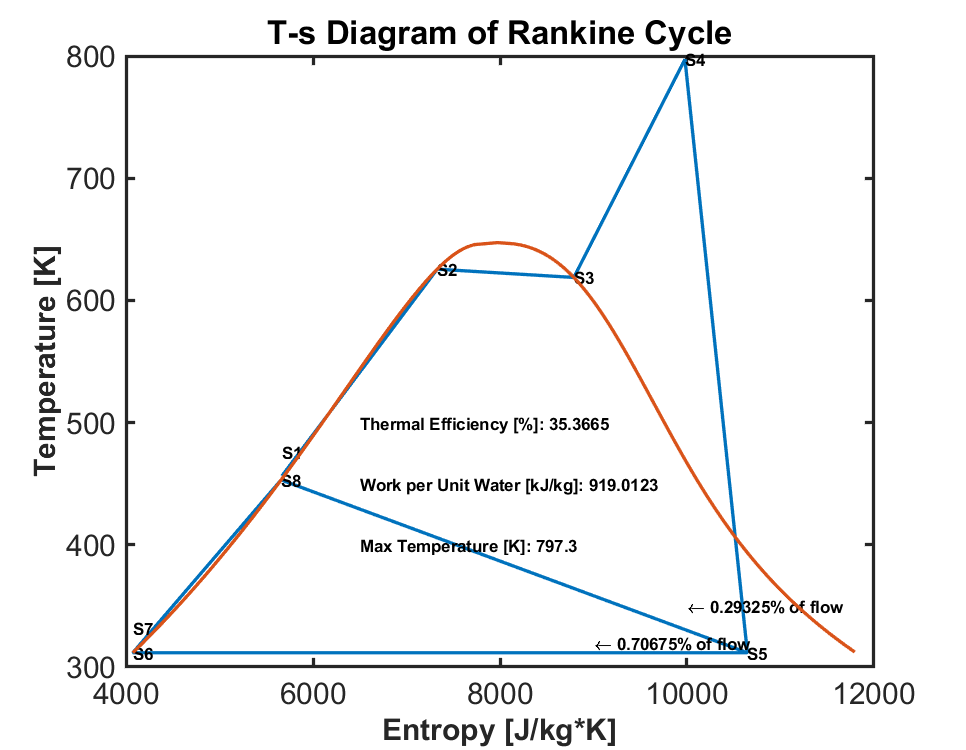 T-s Diagram of Rankine Cycle
800
S4
700
Temperature [K]
600
S2
S3
500
Thermal Efficiency [%]: 35.3665
S1
S8
Work per Unit Water [kJ/kg]: 919.0123
400
Max Temperature [K]: 797.3
← 0.29325% of flow
S7
← 0.70675% of flow
S6
S5
300
4000
6000
8000
10000
12000
Entropy [J/kg*K]